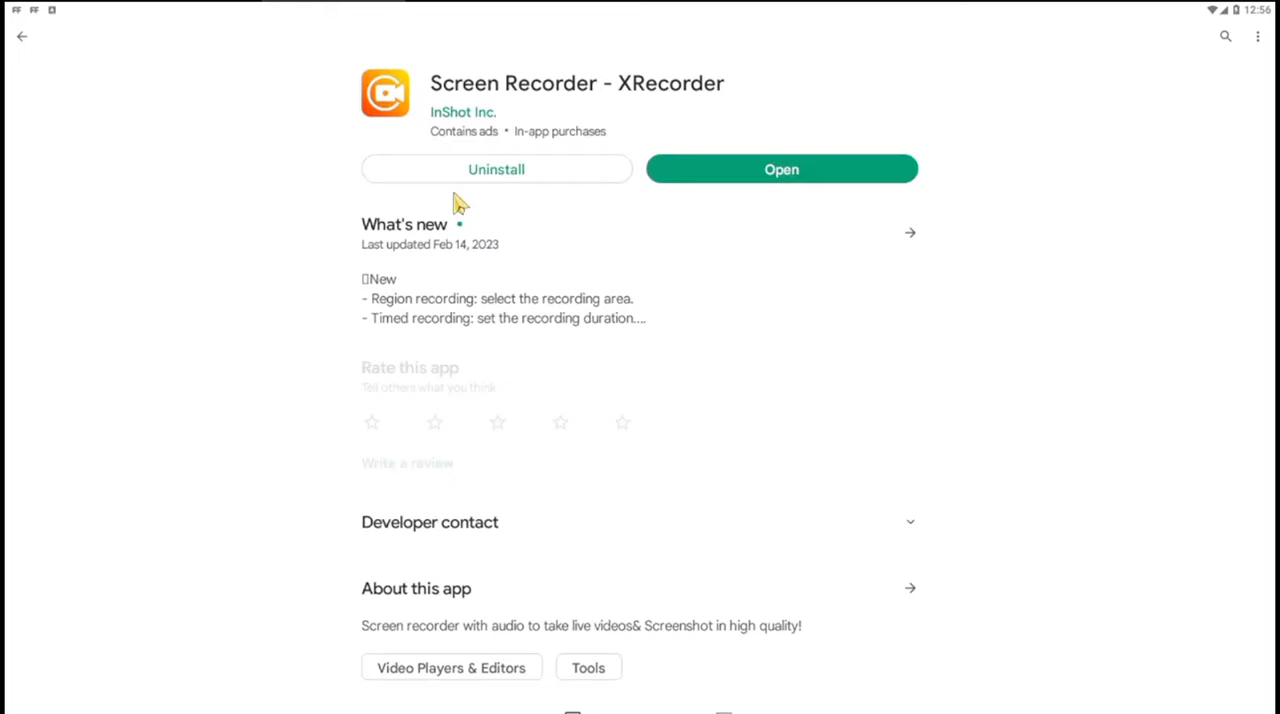 12:56
Screen Recorder - XRecorder
InShot Inc.
Contains ads • In-app purchases
Uninstall
Open
What's new •
Last updated Feb 14, 2023
New
- Region recording: select the recording area.
- Timed recording: set the recording duration....
Rate this app
Tell others what you think
Write a review
Developer contact
About this app
Screen recorder with audio to take live videos& Screenshot in high quality!
Video Players & Editors
Tools